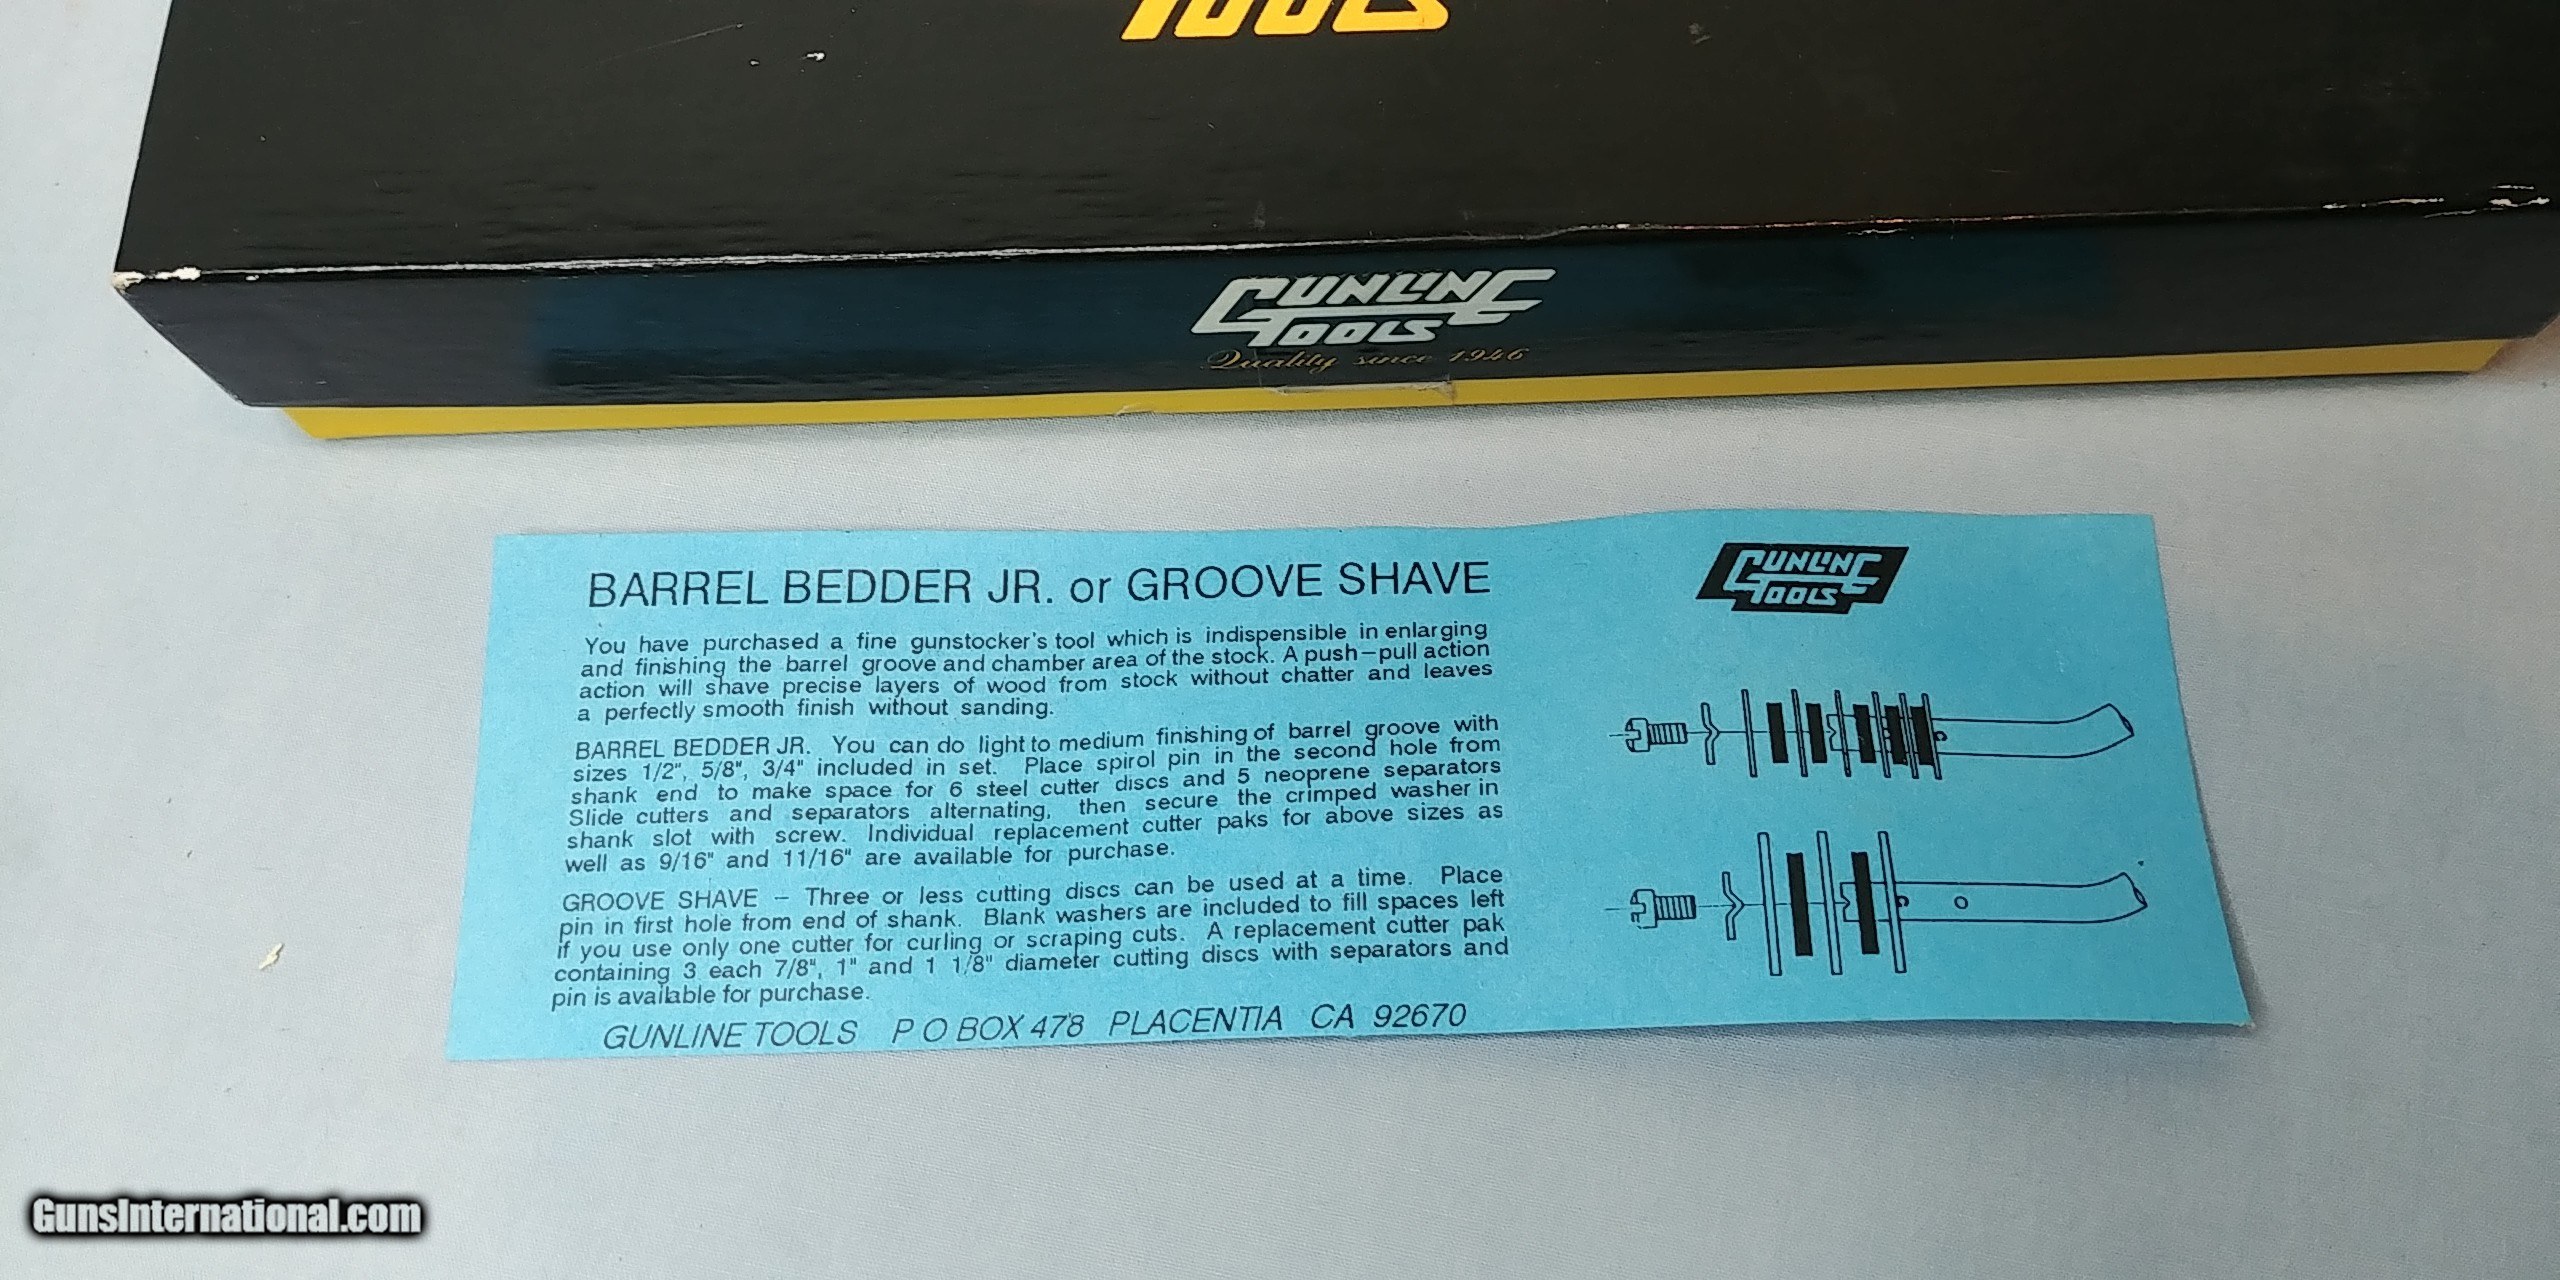 TOOLS
GUNLINE
TOOLS
Quality since 1946
BARREL BEDDER JR. or GROOVE SHAVE
GUNLINE
TOOLS
You have purchased a fine gunstocker's tool which is indispensible in enlarging
and finishing the barrel groove and chamber area of the stock. A push-pull action
action will shave precise layers of wood from stock without chatter and leaves
a perfectly smooth finish without sanding.
BARREL BEDDER JR. You can do light to medium finishing of barrel groove with
sizes 1/2", 5/8", 3/4" included in set. Place spirol pin in the second hole from
shank end to make space for 6 steel cutter discs and 5 neoprene separators
Slide cutters and separators alternating, then secure the crimped washer in
shank slot with screw. Individual replacement cutter paks for above sizes as
well as 9/16" and 11/16" are available for purchase.
GROOVE SHAVE - Three or less cutting discs can be used at a time. Place
pin in first hole from end of shank. Blank washers are included to fill spaces left
if you use only one cutter for curling or scraping cuts. A replacement cutter pak
containing 3 each 7/8", 1" and 1 1/8" diameter cutting discs with separators and
pin is available for purchase.
GUNLINE TOOLS P O BOX 478 PLACENTIA CA 92670
GunsInternational.com